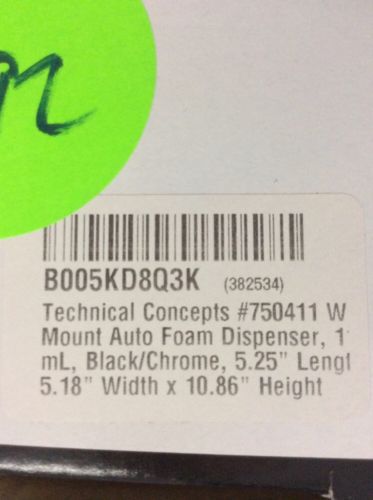 B005KD8Q3K (382534)
Technical Concepts #750411 W
Mount Auto Foam Dispenser, 1
mL, Black/Chrome, 5.25" Lengt
5.18" Width x 10.86" Height